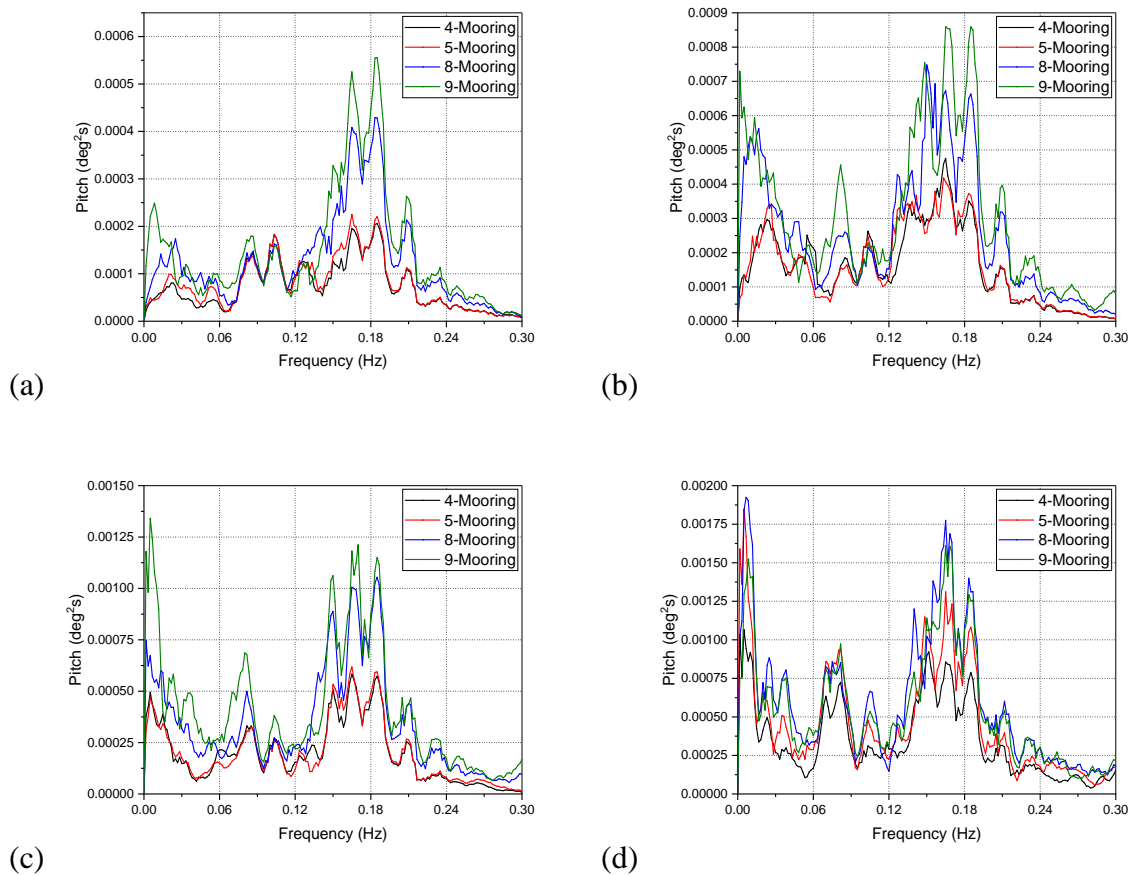 0.0006
0.0005
0.0004
0.0003
0.0002
0.0001
0.0000
Pitch (deg²s)
4-Mooring
5-Mooring
8-Mooring
9-Mooring
0.00 0.06 0.12 0.18 0.24 0.30
Frequency (Hz)
(a)
0.0009
0.0008
0.0007
0.0006
0.0005
0.0004
0.0003
0.0002
0.0001
0.0000
Pitch (deg²s)
4-Mooring
5-Mooring
8-Mooring
9-Mooring
0.00 0.06 0.12 0.18 0.24 0.30
Frequency (Hz)
(b)
0.00150
0.00125
0.00100
0.00075
0.00050
0.00025
0.00000
Pitch (deg²s)
4-Mooring
5-Mooring
8-Mooring
9-Mooring
0.00 0.06 0.12 0.18 0.24 0.30
Frequency (Hz)
(c)
0.00200
0.00175
0.00150
0.00125
0.00100
0.00075
0.00050
0.00025
0.00000
Pitch (deg²s)
4-Mooring
5-Mooring
8-Mooring
9-Mooring
0.00 0.06 0.12 0.18 0.24 0.30
Frequency (Hz)
(d)